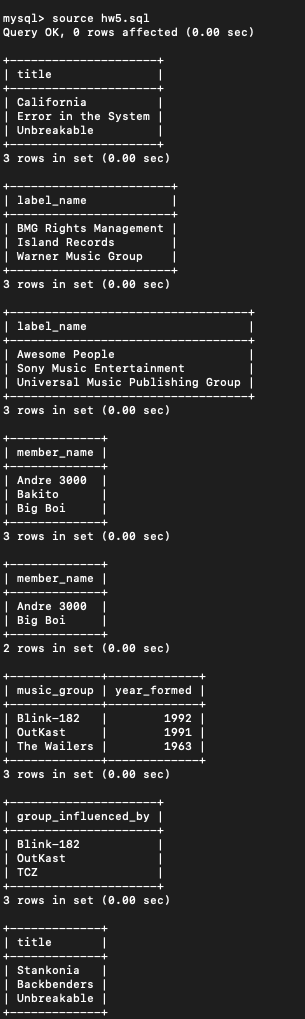 mysql> source hw5.sql
Query OK, 0 rows affected (0.00 sec)
+---------------------+
| title               |
+---------------------+
| California          |
| Error in the System |
| Unbreakable         |
+---------------------+
3 rows in set (0.00 sec)
+-----------------------+
| label_name            |
+-----------------------+
| BMG Rights Management |
| Island Records        |
| Warner Music Group    |
+-----------------------+
3 rows in set (0.00 sec)
+----------------------------------+
| label_name                       |
+----------------------------------+
| Awesome People                   |
| Sony Music Entertainment         |
| Universal Music Publishing Group |
+----------------------------------+
3 rows in set (0.00 sec)
+-------------+
| member_name |
+-------------+
| Andre 3000  |
| Bakito      |
| Big Boi     |
+-------------+
3 rows in set (0.00 sec)
+-------------+
| member_name |
+-------------+
| Andre 3000  |
| Big Boi     |
+-------------+
2 rows in set (0.00 sec)
+-------------+-------------+
| music_group | year_formed |
+-------------+-------------+
| Blink-182   |        1992 |
| OutKast     |        1991 |
| The Wailers |        1963 |
+-------------+-------------+
3 rows in set (0.00 sec)
+---------------------+
| group_influenced_by |
+---------------------+
| Blink-182           |
| OutKast             |
| TCZ                 |
+---------------------+
3 rows in set (0.00 sec)
+-------------+
| title       |
+-------------+
| Stankonia   |
| Backbenders |
| Unbreakable |
+-------------+